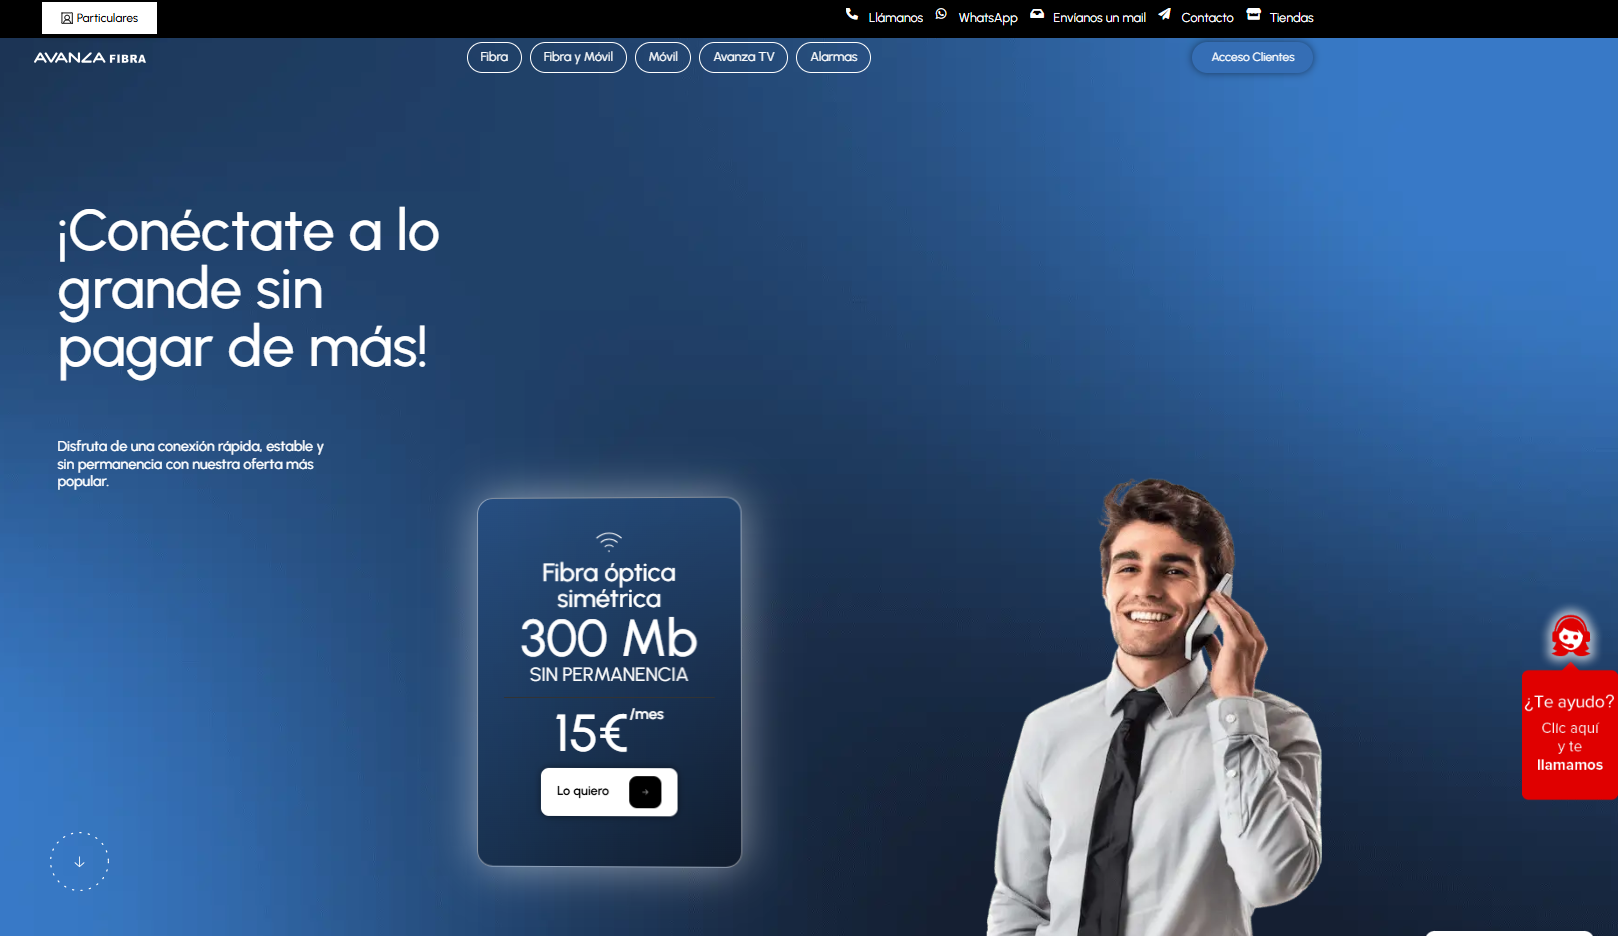 Particulares
Llámanos
WhatsApp
Envíanos un mail
Contacto
Tiendas
AVANZA FIBRA
Fibra
Fibra y Móvil
Móvil
Avanza TV
Alarmas
Acceso Clientes
¡Conéctate a lo
grande sin
pagar de más!
Disfruta de una conexión rápida, estable y
sin permanencia con nuestra oferta más
popular.
Fibra óptica
simétrica
300 Mb
SIN PERMANENCIA
15€/mes
Lo quiero
¿Te ayudo?
Clic aquí
y te
llamamos